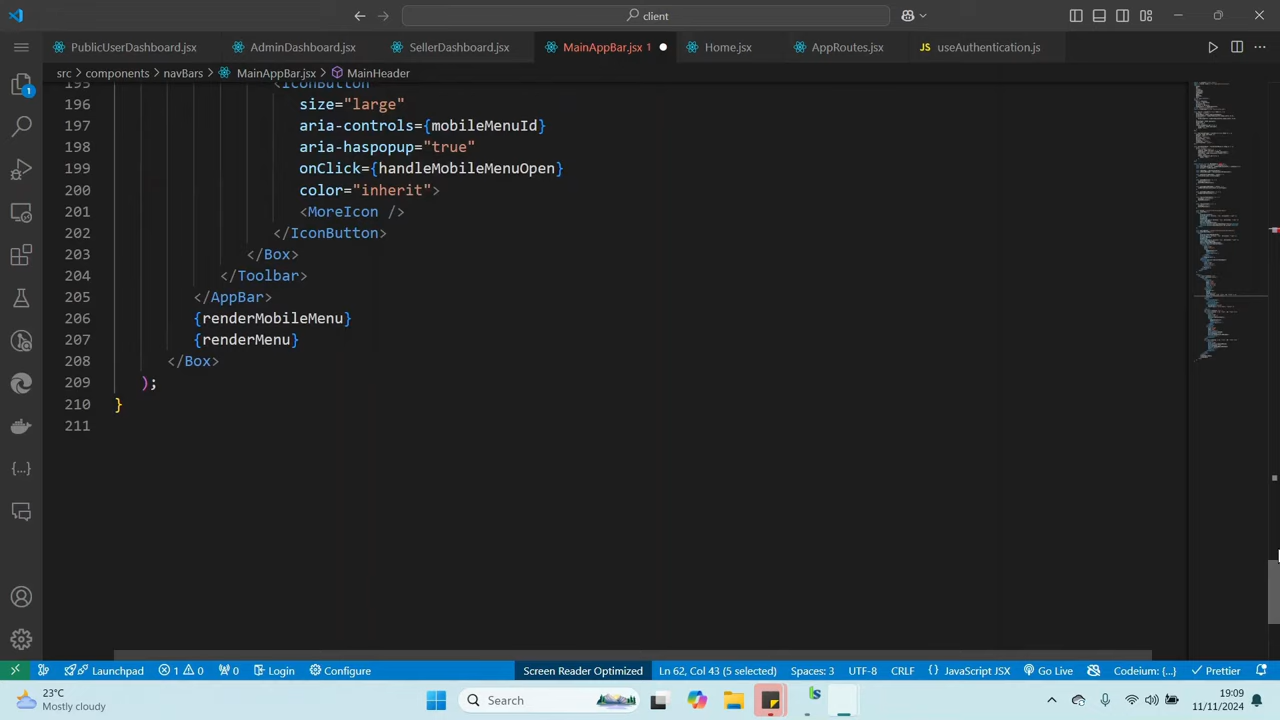 client
PublicUserDashboard.jsx
AdminDashboard.jsx
SellerDashboard.jsx
MainAppBar.jsx 1
Home.jsx
AppRoutes.jsx
JS useAuthentication.js
src > components > navBars > MainAppBar.jsx > MainHeader
195 <IconButton
196 size="large"
197 aria-controls={mobileMenuId}
198 aria-haspopup="true"
199 onClick={handleMobileMenuOpen}
200 color="inherit">
201 <MoreIcon />
202 </IconButton>
203 </Box>
204 </Toolbar>
205 </AppBar>
206 {renderMobileMenu}
207 {renderMenu}
208 </Box>
209 );
210 }
211
1
Launchpad
1 0
0
Login
Configure
Screen Reader Optimized
Ln 62, Col 43 (5 selected)
Spaces: 3
UTF-8
CRLF
{} JavaScript JSX
Go Live
Codeium: {...}
Prettier
23°C
Mostly cloudy
Search
19:09
11/11/2024